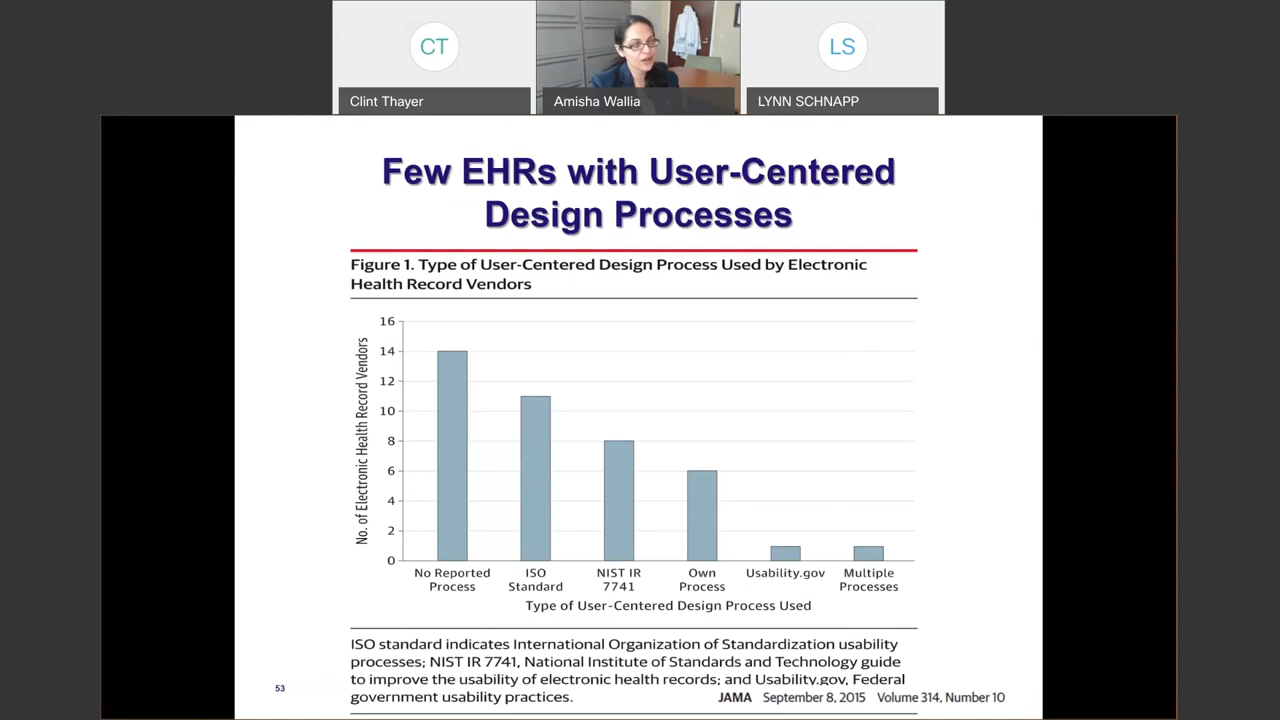 CT
LS
Clint Thayer
Amisha Wallia
LYNN SCHNAPP
Few EHRs with User-Centered
Design Processes
Figure 1. Type of User-Centered Design Process Used by Electronic
Health Record Vendors
No. of Electronic Health Record Vendors
16
14
12
10
8
6
4
2
0
No Reported
Process
ISO
Standard
NIST IR
7741
Own
Process
Usability.gov
Multiple
Processes
Type of User-Centered Design Process Used
ISO standard indicates International Organization of Standardization usability
processes; NIST IR 7741, National Institute of Standards and Technology guide
to improve the usability of electronic health records; and Usability.gov, Federal
government usability practices.
53
JAMA September 8, 2015 Volume 314, Number 10